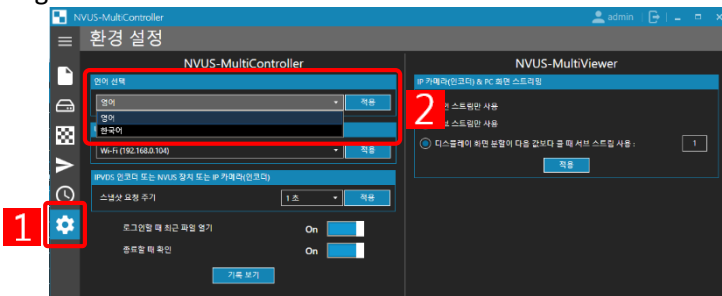 NVUS-MultiController
admin
환경 설정
NVUS-MultiController
언어 선택
영어
적용
영어
한국어
Wi-Fi (192.168.0.104)
적용
IPVDS 인코더 또는 NVUS 장치 또는 IP 카메라(인코더)
스냅샷 요청 주기
1 초
적용
로그인할 때 최근 파일 열기
On
종료할 때 확인
On
기록 보기
NVUS-MultiViewer
IP 카메라(인코더) & PC 화면 스트리밍
스트림만 사용
스트림만 사용
디스플레이 화면 분할이 다음 값보다 클 때 서브 스트림 사용 :
1
적용
1
2